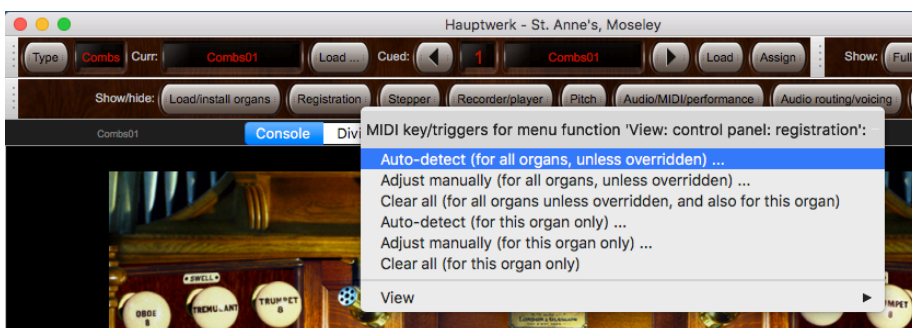 Hauptwerk - St. Anne's, Moseley
Type Combs Curr: Combs01 Load ... Cued: 1 Combs01 Load Assign Show: Full
Show/hide: Load/install organs Registration Stepper Recorder/player Pitch Audio/MIDI/performance Audio routing/voicing
Combs01 Console Divi
MIDI key/triggers for menu function 'View: control panel: registration':
Auto-detect (for all organs, unless overridden) ...
Adjust manually (for all organs, unless overridden) ...
Clear all (for all organs unless overridden, and also for this organ)
Auto-detect (for this organ only) ...
Adjust manually (for this organ only) ...
Clear all (for this organ only)
View
SWELL
OBOE
8
TREMULANT
TRUMPET
8
MPET